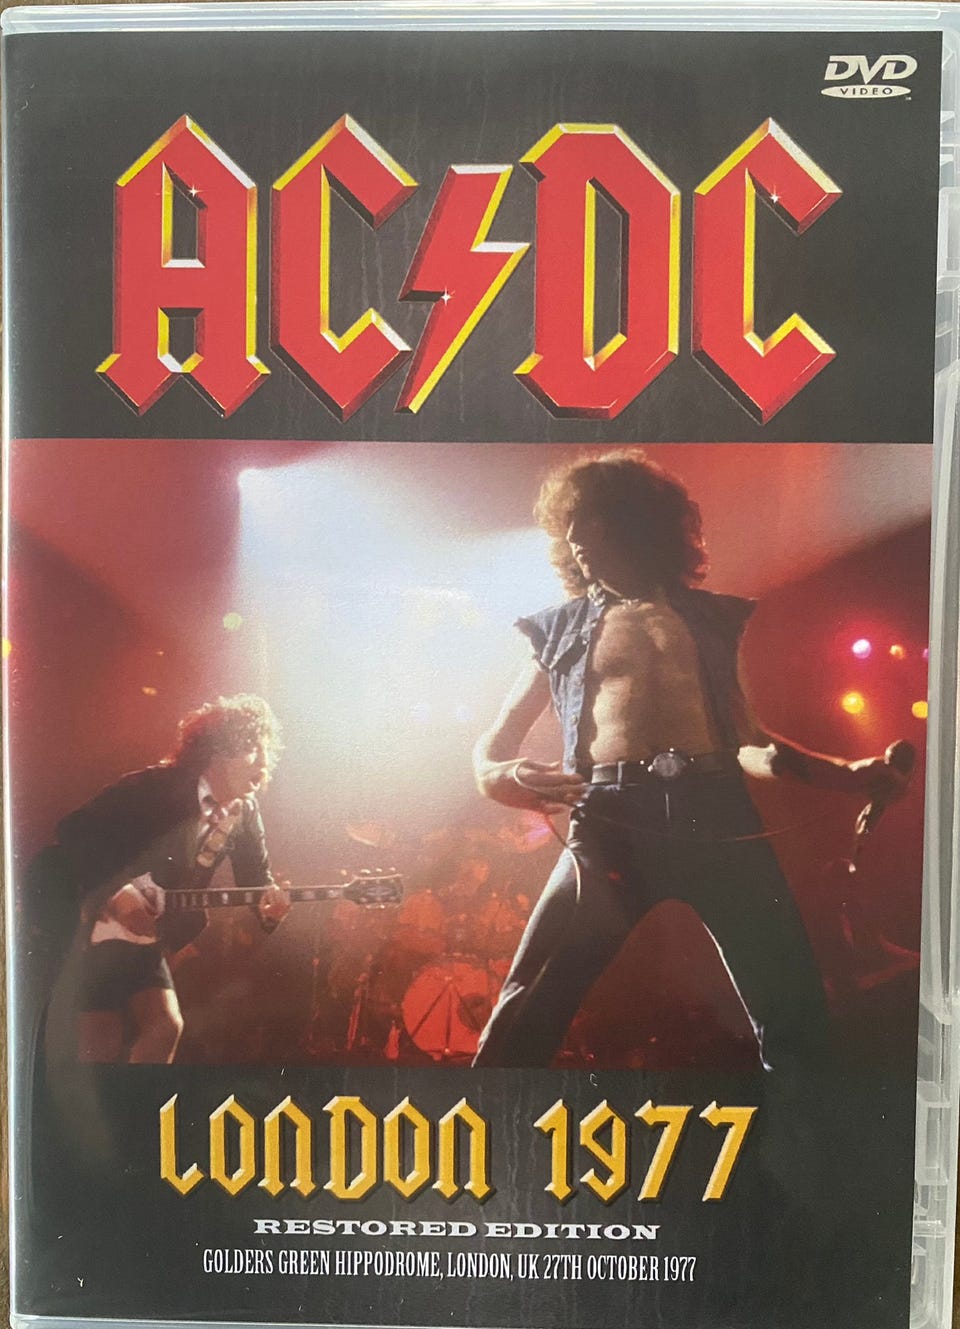 DVD
VIDEO
AC⚡DC
LONDON 1977
RESTORED EDITION
GOLDERS GREEN HIPPODROME, LONDON, UK 27TH OCTOBER 1977